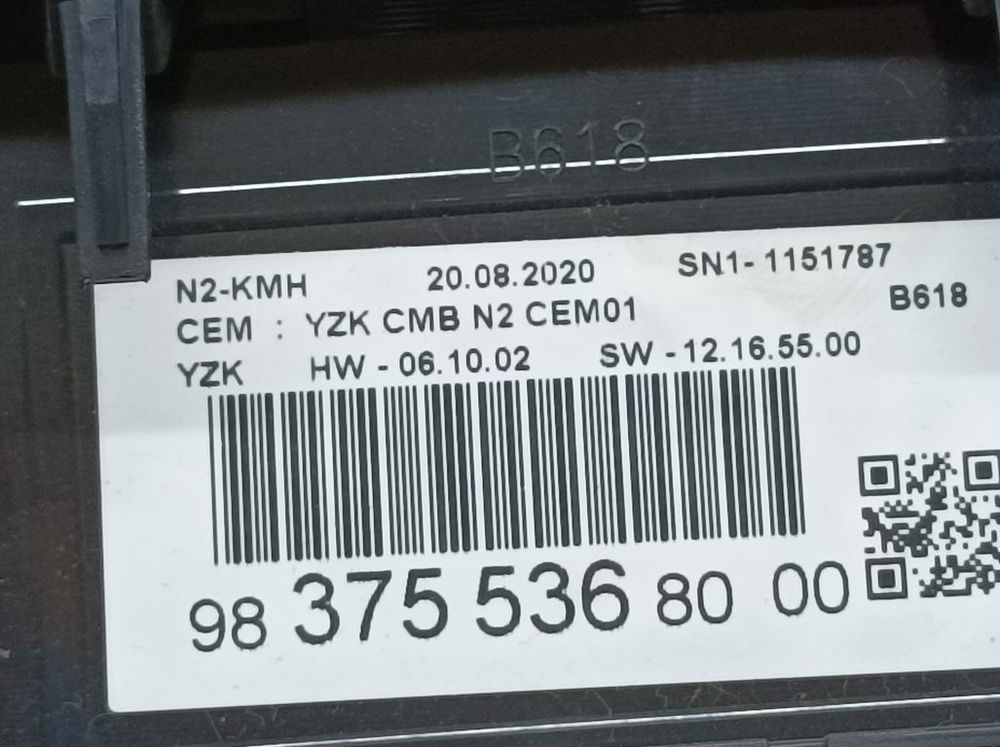 B618
N2-KMH 20.08.2020 SN1-1151787
CEM : YZK CMB N2 CEM01 B618
YZK HW - 06.10.02 SW -12.16.55.00
98 375 536 80 00